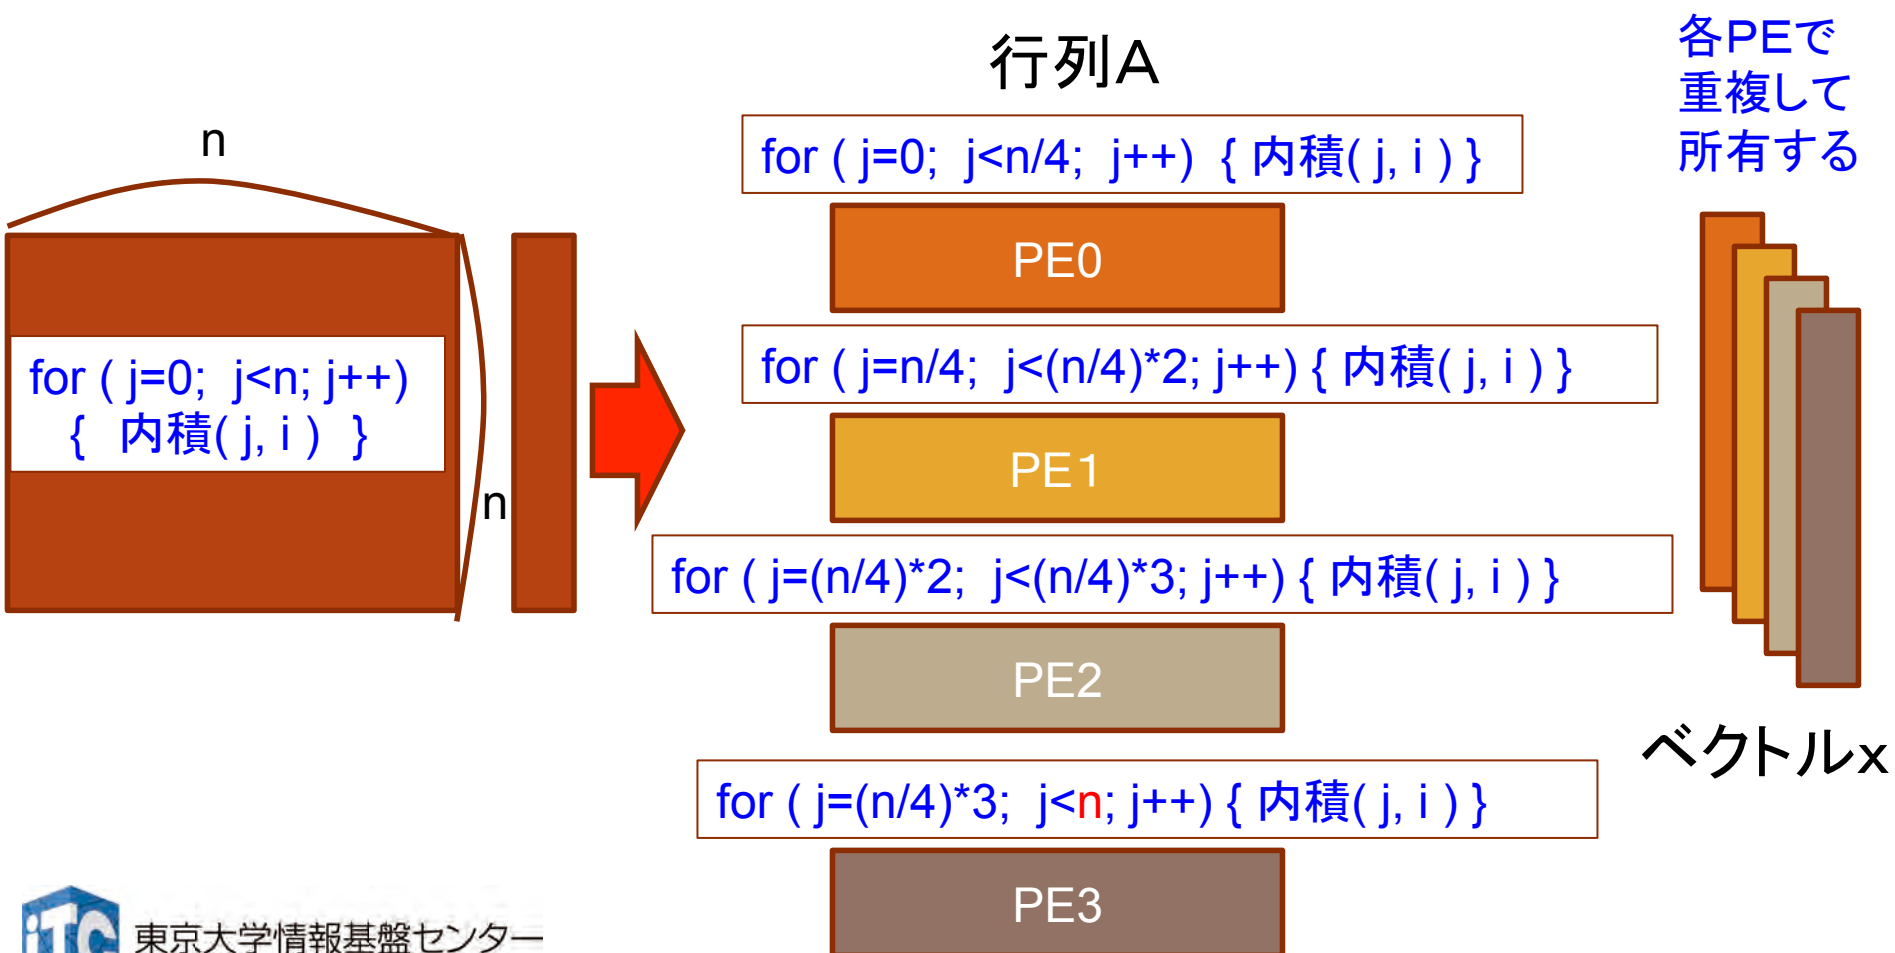 行列A
各PEで
重複して
所有する
n
for ( j=0; j<n; j++)
{ 内積( j, i ) }
n
for ( j=0; j<n/4; j++) { 内積( j, i ) }
PE0
for ( j=n/4; j<(n/4)*2; j++) { 内積( j, i ) }
PE1
for ( j=(n/4)*2; j<(n/4)*3; j++) { 内積( j, i ) }
PE2
for ( j=(n/4)*3; j<n; j++) { 内積( j, i ) }
PE3
ベクトルx
iTC 東京大学情報基盤センター